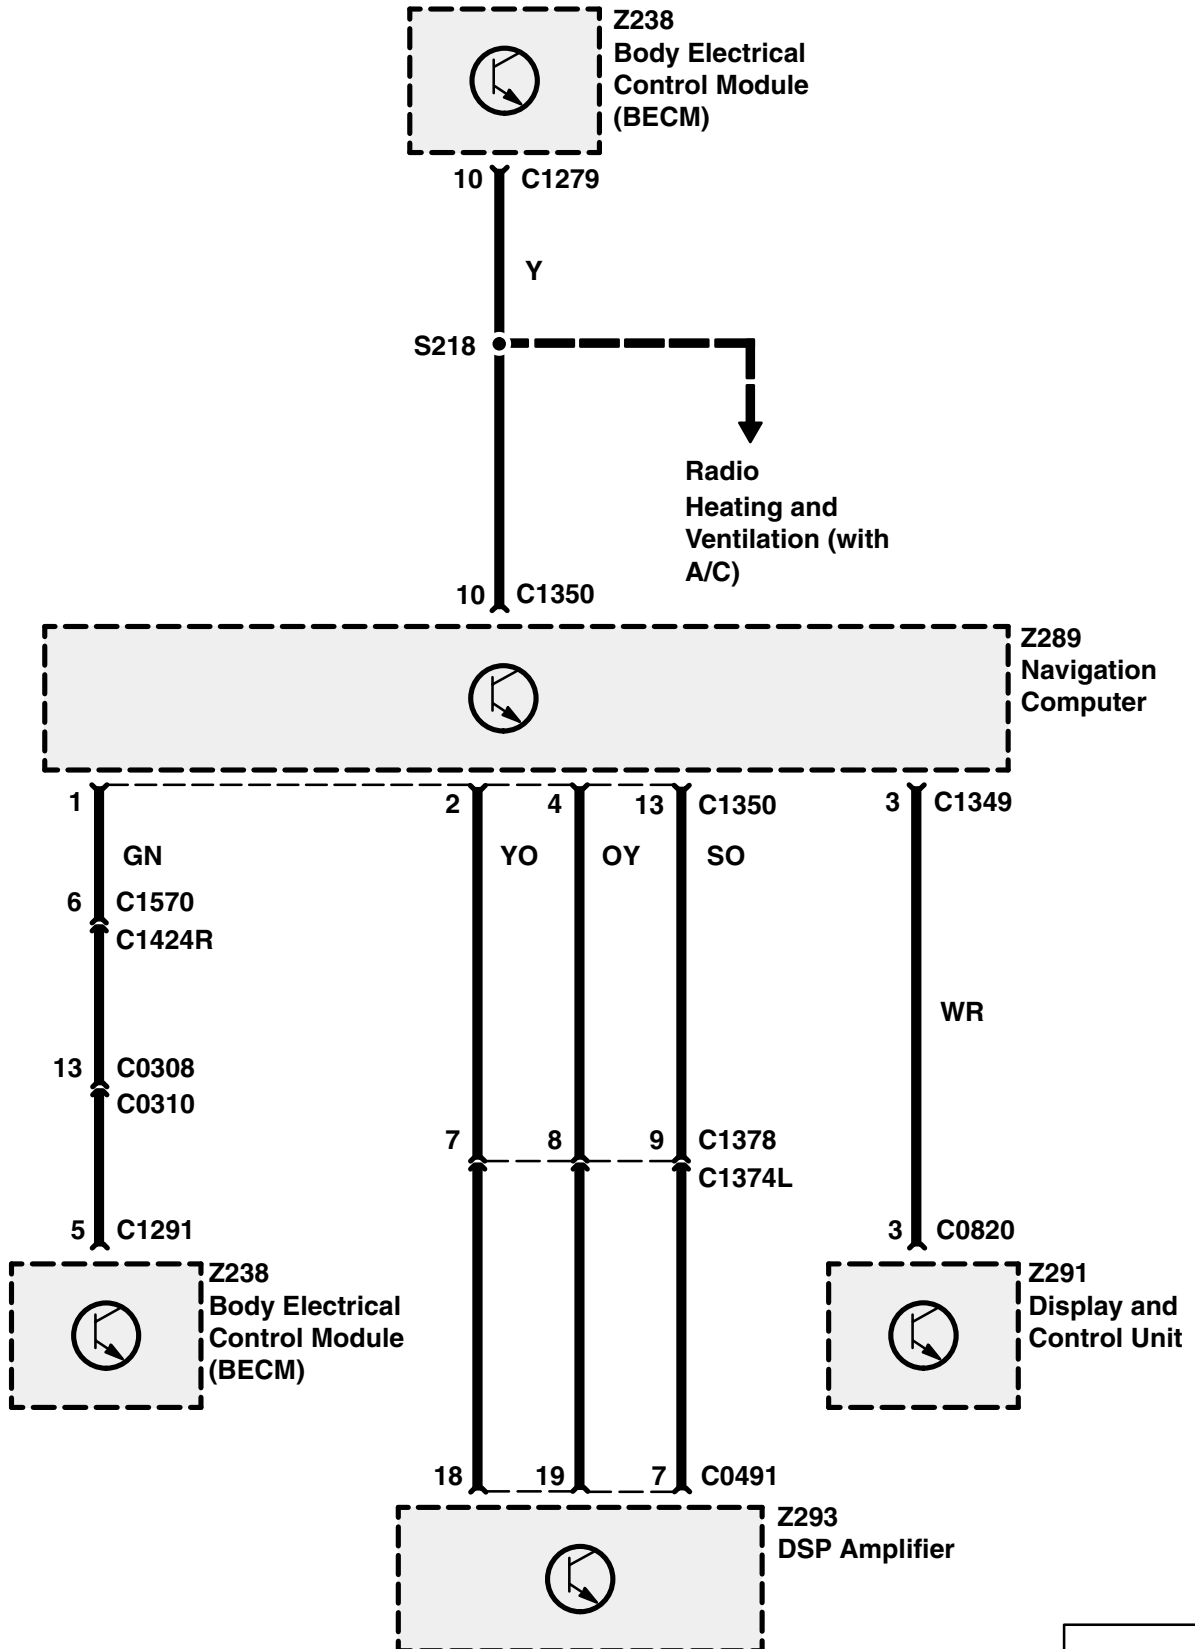 Z238
Body Electrical
Control Module
(BECM)
10 C1279
Y
S218
Radio
Heating and
Ventilation (with
A/C)
10 C1350
Z289
Navigation
Computer
1 2 4 13 C1350 3 C1349
GN YO OY SO
6 C1570
C1424R
WR
13 C0308
C0310
7 8 9 C1378
C1374L
5 C1291
3 C0820
Z238
Body Electrical
Control Module
(BECM)
Z291
Display and
Control Unit
18 19 7 C0491
Z293
DSP Amplifier